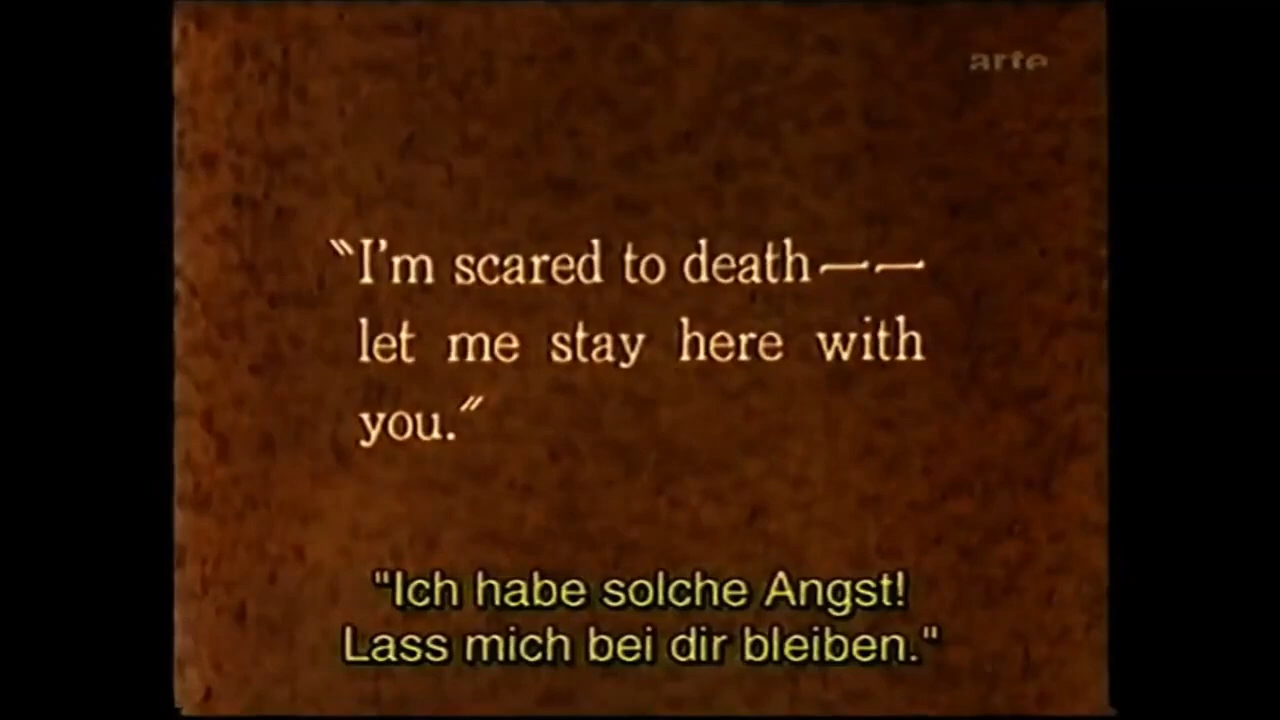 arte
"I'm scared to death——
let me stay here with
you."
"Ich habe solche Angst!
Lass mich bei dir bleiben."